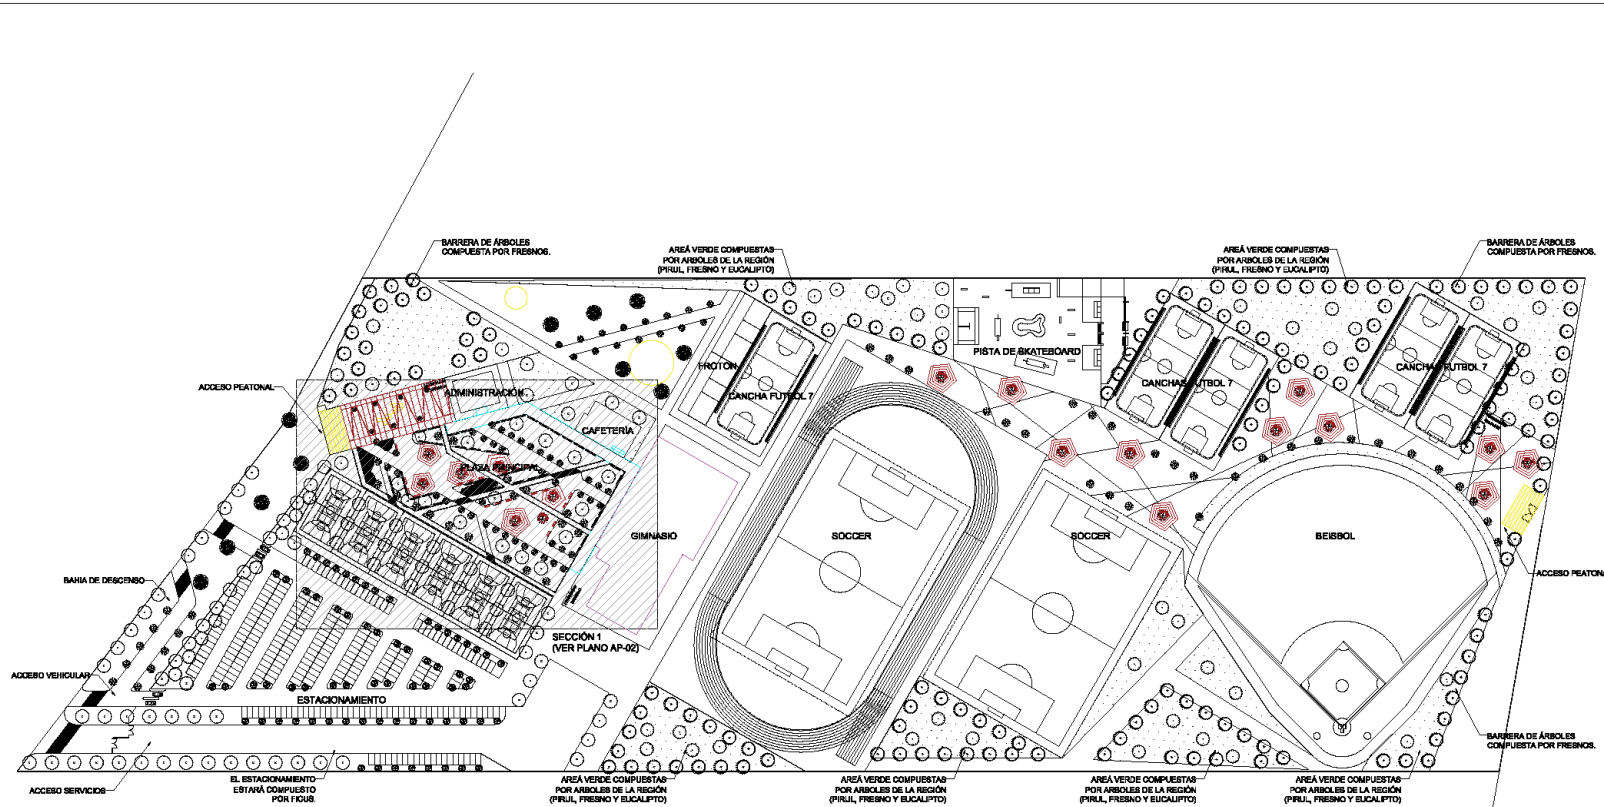 BARRERA DE ÁRBOLES
COMPUESTA POR FRESNOS.
AREÁ VERDE COMPUESTAS
POR ARBOLES DE LA REGIÓN
(PIRUL, FRESNO Y EUCALIPTO)
AREÁ VERDE COMPUESTAS
POR ARBOLES DE LA REGIÓN
(PIRUL, FRESNO Y EUCALIPTO)
BARRERA DE ÁRBOLES
COMPUESTA POR FRESNOS.
PISTA DE SKATEBOARD
FROTON
CANCHA FUTBOL 7
CANCHAS FUTBOL 7
CANCHAS FUTBOL 7
ACCESO PEATONAL
ADMINISTRACIÓN
CAFETERÍA
PLAZA PRINCIPAL
GIMNASIO
SOCCER
SOCCER
BEISBOL
ACCESO PEATONA
BAHIA DE DESCENSO
SECCIÓN 1
(VER PLANO AP-02)
ACCESO VEHICULAR
ESTACIONAMIENTO
BARRERA DE ÁRBOLES
COMPUESTA POR FRESNOS.
ACCESO SERVICIOS
EL ESTACIONAMIENTO
ESTARÁ COMPUESTO
POR FICUS.
AREÁ VERDE COMPUESTAS
POR ARBOLES DE LA REGIÓN
(PIRUL, FRESNO Y EUCALIPTO)
AREÁ VERDE COMPUESTAS
POR ARBOLES DE LA REGIÓN
(PIRUL, FRESNO Y EUCALIPTO)
AREÁ VERDE COMPUESTAS
POR ARBOLES DE LA REGIÓN
(PIRUL, FRESNO Y EUCALIPTO)
AREÁ VERDE COMPUESTAS
POR ARBOLES DE LA REGIÓN
(PIRUL, FRESNO Y EUCALIPTO)